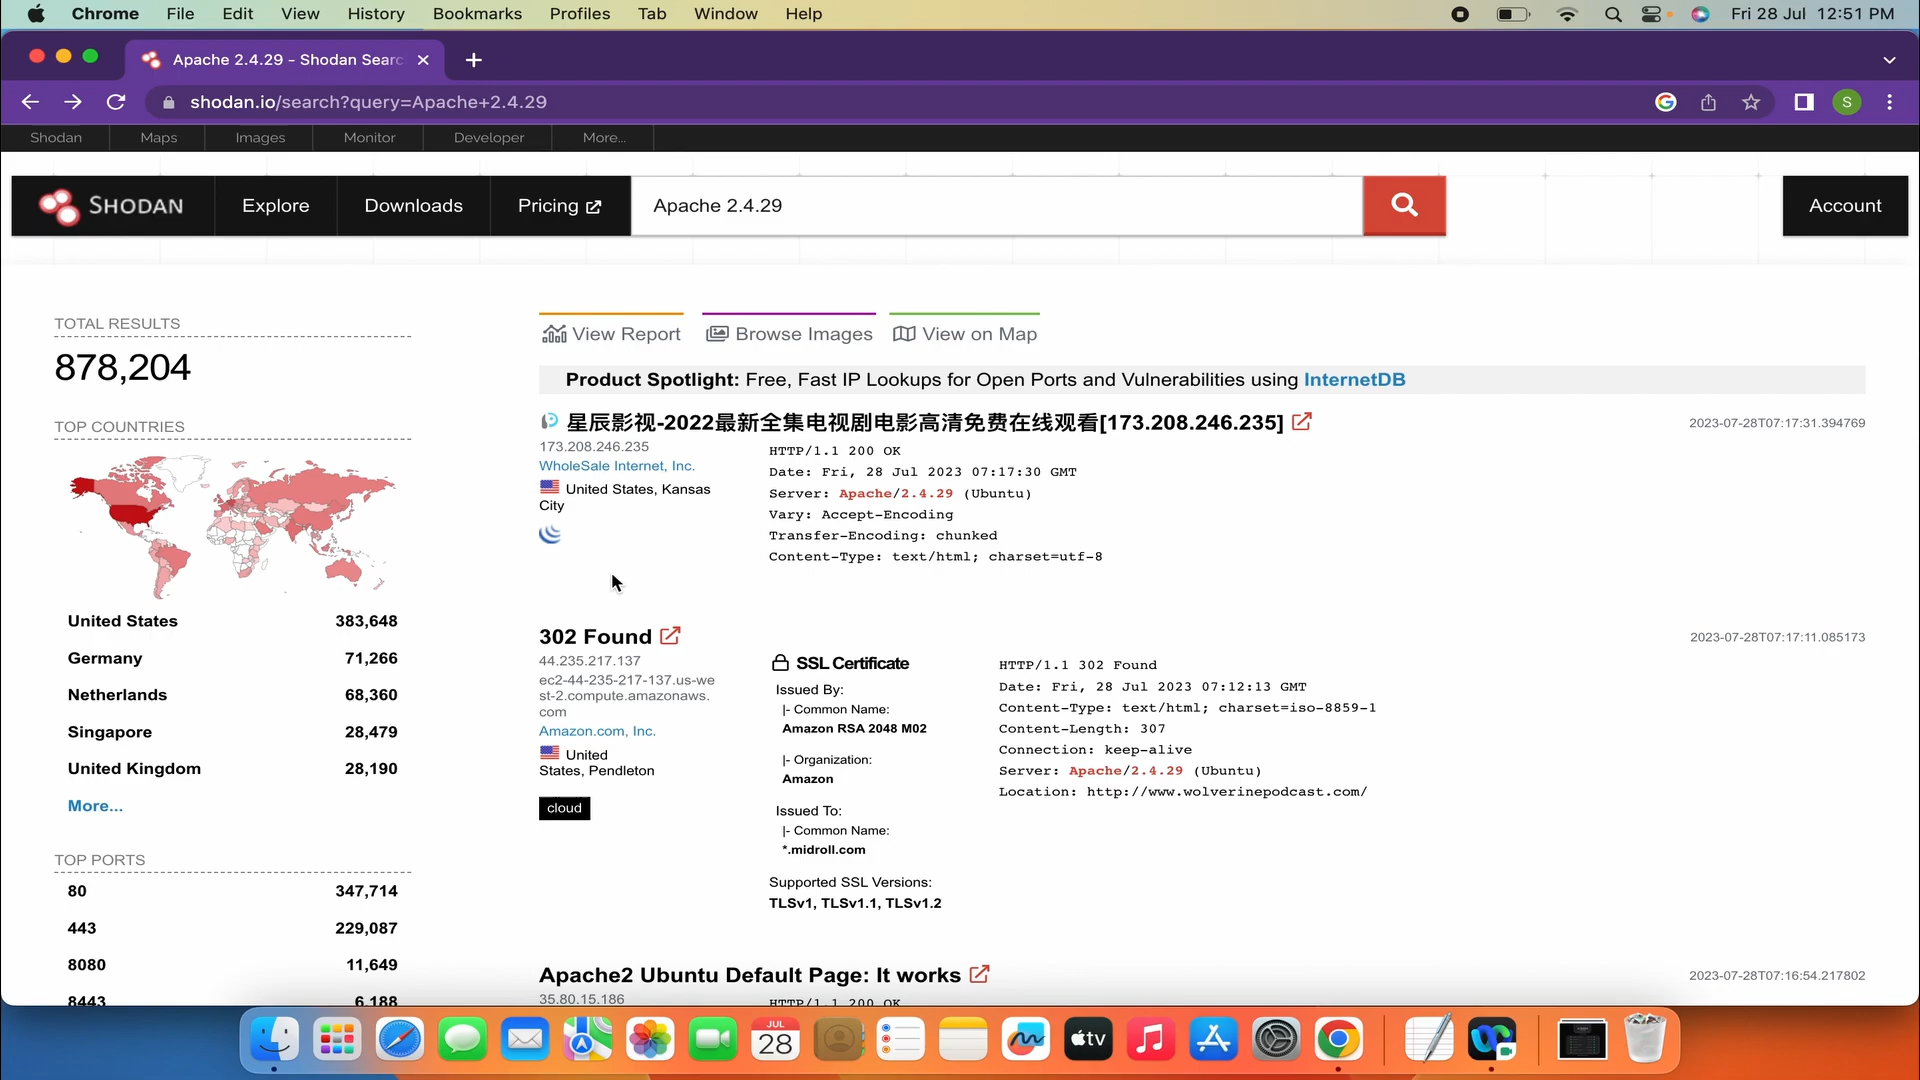 Chrome File Edit View History Bookmarks Profiles Tab Window Help Fri 28 Jul 12:51 PM
Apache 2.4.29 - Shodan Searc
shodan.io/search?query=Apache+2.4.29
S
Shodan Maps Images Monitor Developer More...
SHODAN Explore Downloads Pricing Apache 2.4.29 Account
TOTAL RESULTS
878,204
TOP COUNTRIES
United States 383,648
Germany 71,266
Netherlands 68,360
Singapore 28,479
United Kingdom 28,190
More...
TOP PORTS
80 347,714
443 229,087
8080 11,649
8443 6,188
View Report Browse Images View on Map
Product Spotlight: Free, Fast IP Lookups for Open Ports and Vulnerabilities using InternetDB
星辰影视-2022最新全集电视剧电影高清免费在线观看[173.208.246.235]
2023-07-28T07:17:31.394769
173.208.246.235
WholeSale Internet, Inc.
United States, Kansas
City
HTTP/1.1 200 OK
Date: Fri, 28 Jul 2023 07:17:30 GMT
Server: Apache/2.4.29 (Ubuntu)
Vary: Accept-Encoding
Transfer-Encoding: chunked
Content-Type: text/html; charset=utf-8
302 Found
2023-07-28T07:17:11.085173
44.235.217.137
ec2-44-235-217-137.us-we
st-2.compute.amazonaws.
com
Amazon.com, Inc.
United
States, Pendleton
cloud
SSL Certificate
Issued By:
|- Common Name:
Amazon RSA 2048 M02
|- Organization:
Amazon
Issued To:
|- Common Name:
*.midroll.com
Supported SSL Versions:
TLSv1, TLSv1.1, TLSv1.2
HTTP/1.1 302 Found
Date: Fri, 28 Jul 2023 07:12:13 GMT
Content-Type: text/html; charset=iso-8859-1
Content-Length: 307
Connection: keep-alive
Server: Apache/2.4.29 (Ubuntu)
Location: http://www.wolverinepodcast.com/
Apache2 Ubuntu Default Page: It works
2023-07-28T07:16:54.217802
35.80.15.186
HTTP/1.1 200 OK
JUL
28
tv